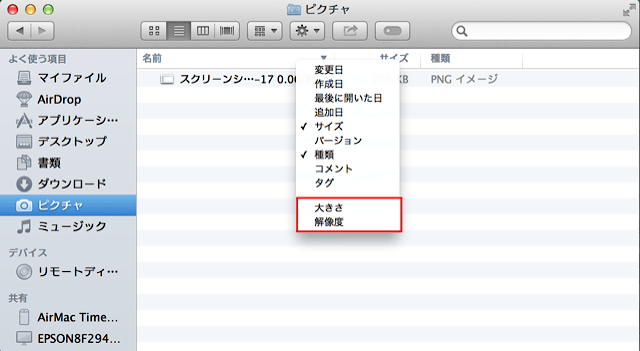 ピクチャ
よく使う項目
マイファイル
AirDrop
アプリケーシ…
デスクトップ
書類
ダウンロード
ピクチャ
ミュージック
デバイス
リモートディ…
共有
AirMac Time...
EPSON8F294...
名前
サイズ
種類
スクリーンシ…-17 0.0
KB
PNG イメージ
変更日
作成日
最後に開いた日
追加日
✓ サイズ
バージョン
✓ 種類
コメント
タグ
大きさ
解像度